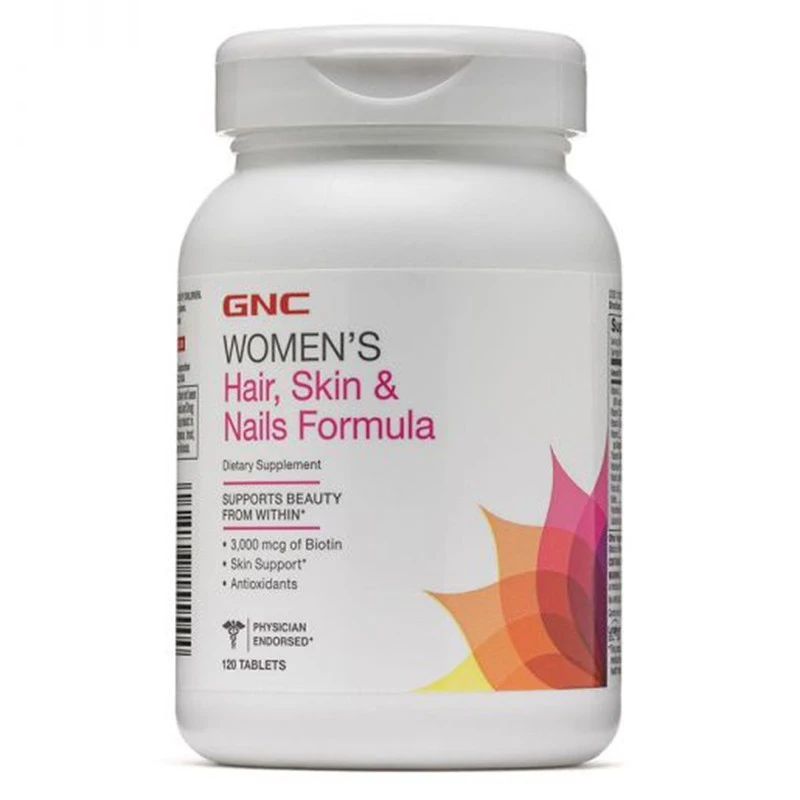 GNC
WOMEN'S
Hair, Skin &
Nails Formula
Dietary Supplement
SUPPORTS BEAUTY
FROM WITHIN*
• 3,000 mcg of Biotin
• Skin Support*
• Antioxidants
PHYSICIAN
ENDORSED*
120 TABLETS